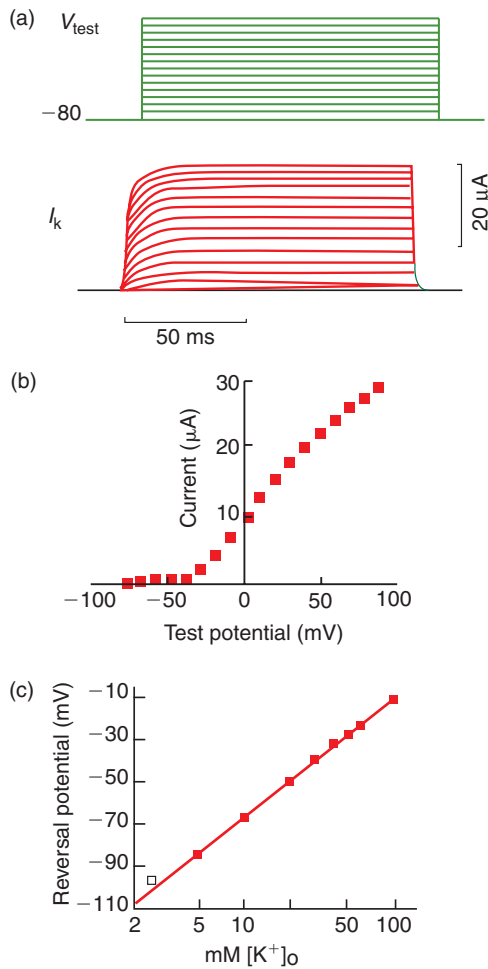 (a)
V_test
−80
I_k
20 μA
50 ms
(b)
30
20
10
Current (μA)
−100
−50
0
50
100
Test potential (mV)
(c)
−10
−30
−50
−70
−90
−110
Reversal potential (mV)
2
5
10
50
100
mM [K⁺]o